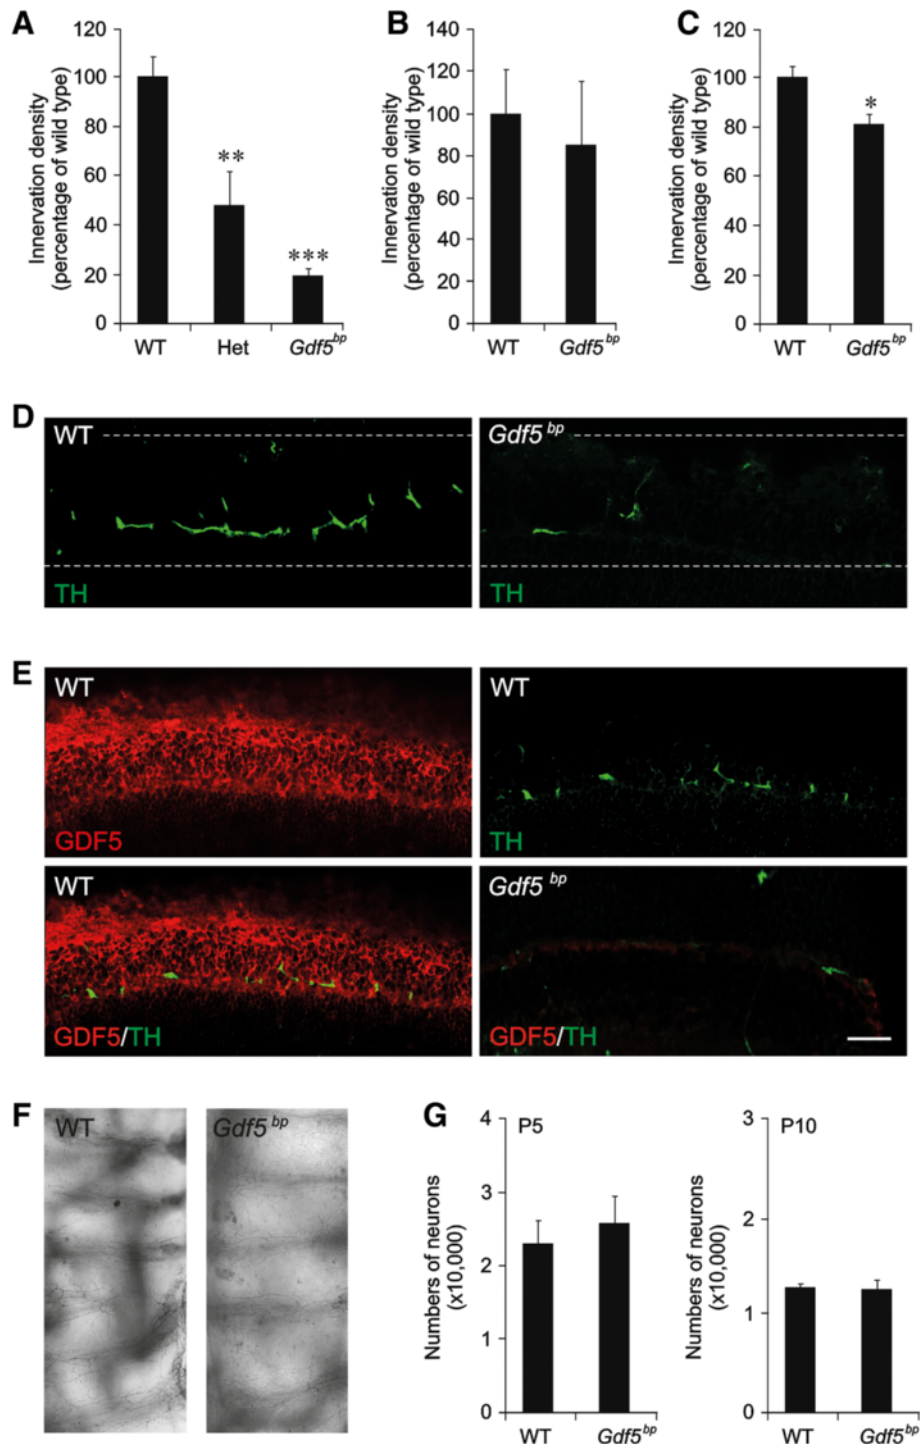 A
Innervation density
(percentage of wild type)
120
100
80
60
40
20
0
**
***
WT Het Gdf5bp
B
Innervation density
(percentage of wild type)
140
120
100
80
60
40
20
0
WT Gdf5bp
C
Innervation density
(percentage of wild type)
120
100
80
60
40
20
0
*
WT Gdf5bp
D
WT
TH
Gdf5bp
TH
E
WT
GDF5
WT
TH
WT
GDF5/TH
Gdf5bp
GDF5/TH
F
WT
Gdf5bp
G
Numbers of neurons
(x10,000)
4
3
2
1
0
P5
WT Gdf5bp
Numbers of neurons
(x10,000)
3
2
1
0
P10
WT Gdf5bp